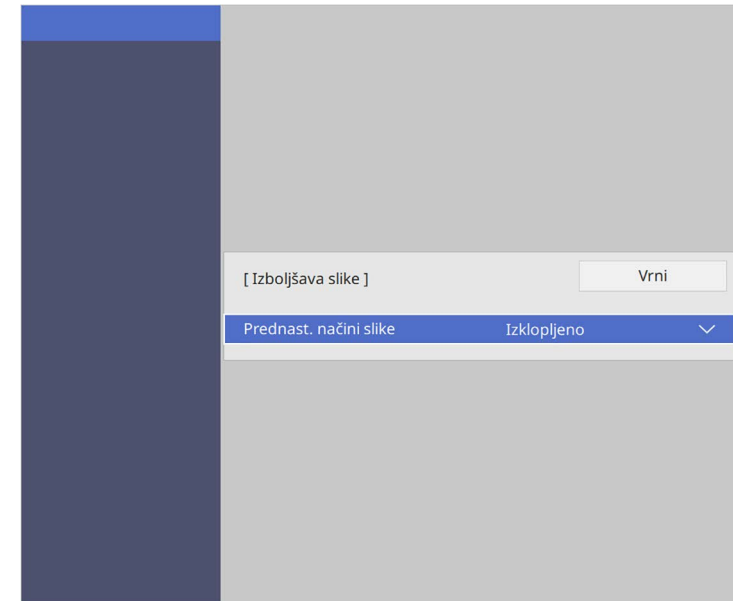 [ Izboljšava slike ]
Vrni
Prednast. načini slike
Izklopljeno